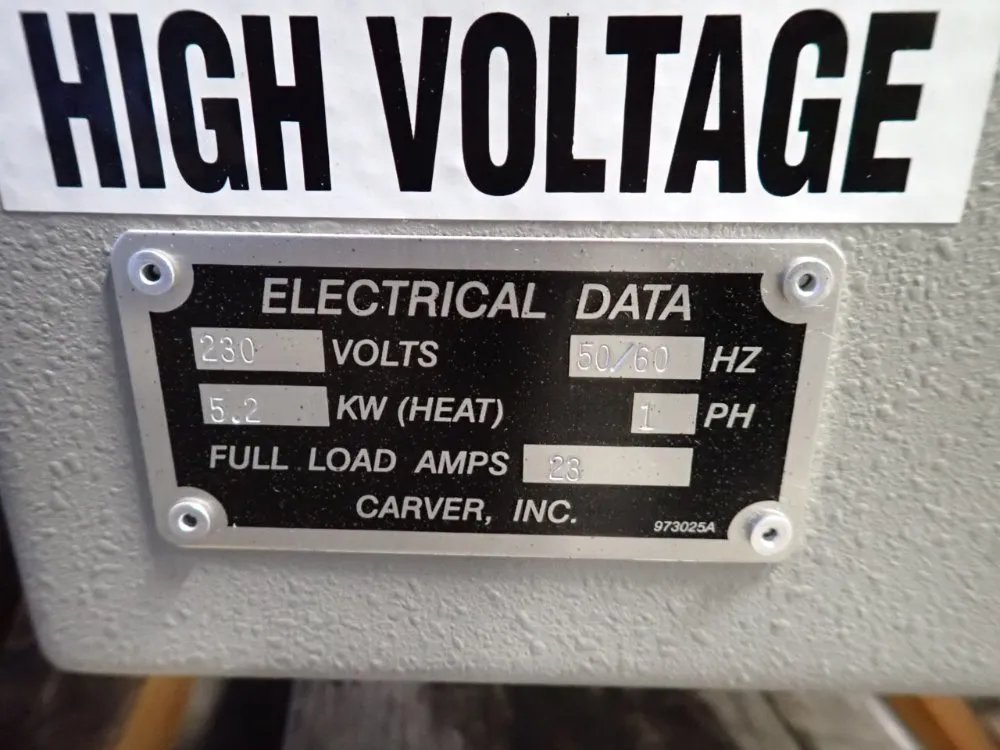 HIGH VOLTAGE
ELECTRICAL DATA
230 VOLTS 50/60 HZ
5.2 KW (HEAT) 1 PH
FULL LOAD AMPS 23
CARVER, INC. 973025A